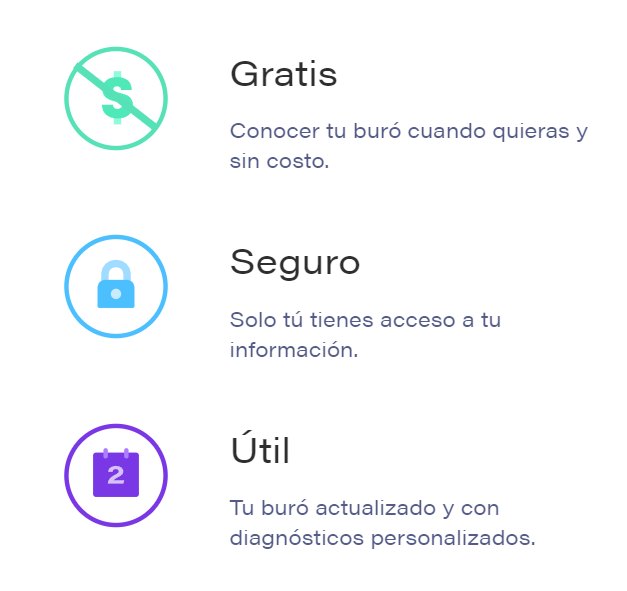 $
Gratis
Conocer tu buró cuando quieras y
sin costo.
Seguro
Solo tú tienes acceso a tu
información.
2
Útil
Tu buró actualizado y con
diagnósticos personalizados.